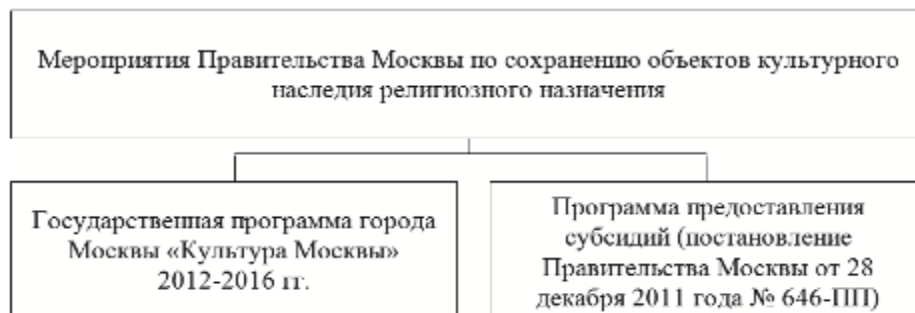 Мероприятия Правительства Москвы по сохранению объектов культурного
наследия религиозного назначения
Государственная программа города
Москвы «Культура Москвы»
2012-2016 гг.
Программа предоставления
субсидий (постановление
Правительства Москвы от 28
декабря 2011 года № 646-ПП)